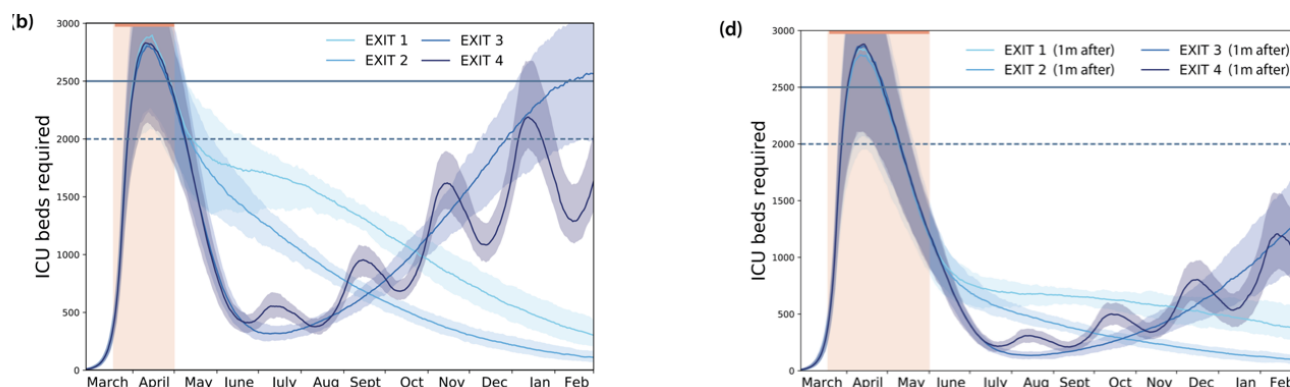 (b)
3000
2500
2000
1500
1000
500
0
ICU beds required
EXIT 1
EXIT 2
EXIT 3
EXIT 4
March April May June July Aug Sept Oct Nov Dec Jan Feb
(d)
3000
2500
2000
1500
1000
500
0
ICU beds required
EXIT 1 (1m after)
EXIT 2 (1m after)
EXIT 3 (1m after)
EXIT 4 (1m after)
March April May June July Aug Sept Oct Nov Dec Jan Feb